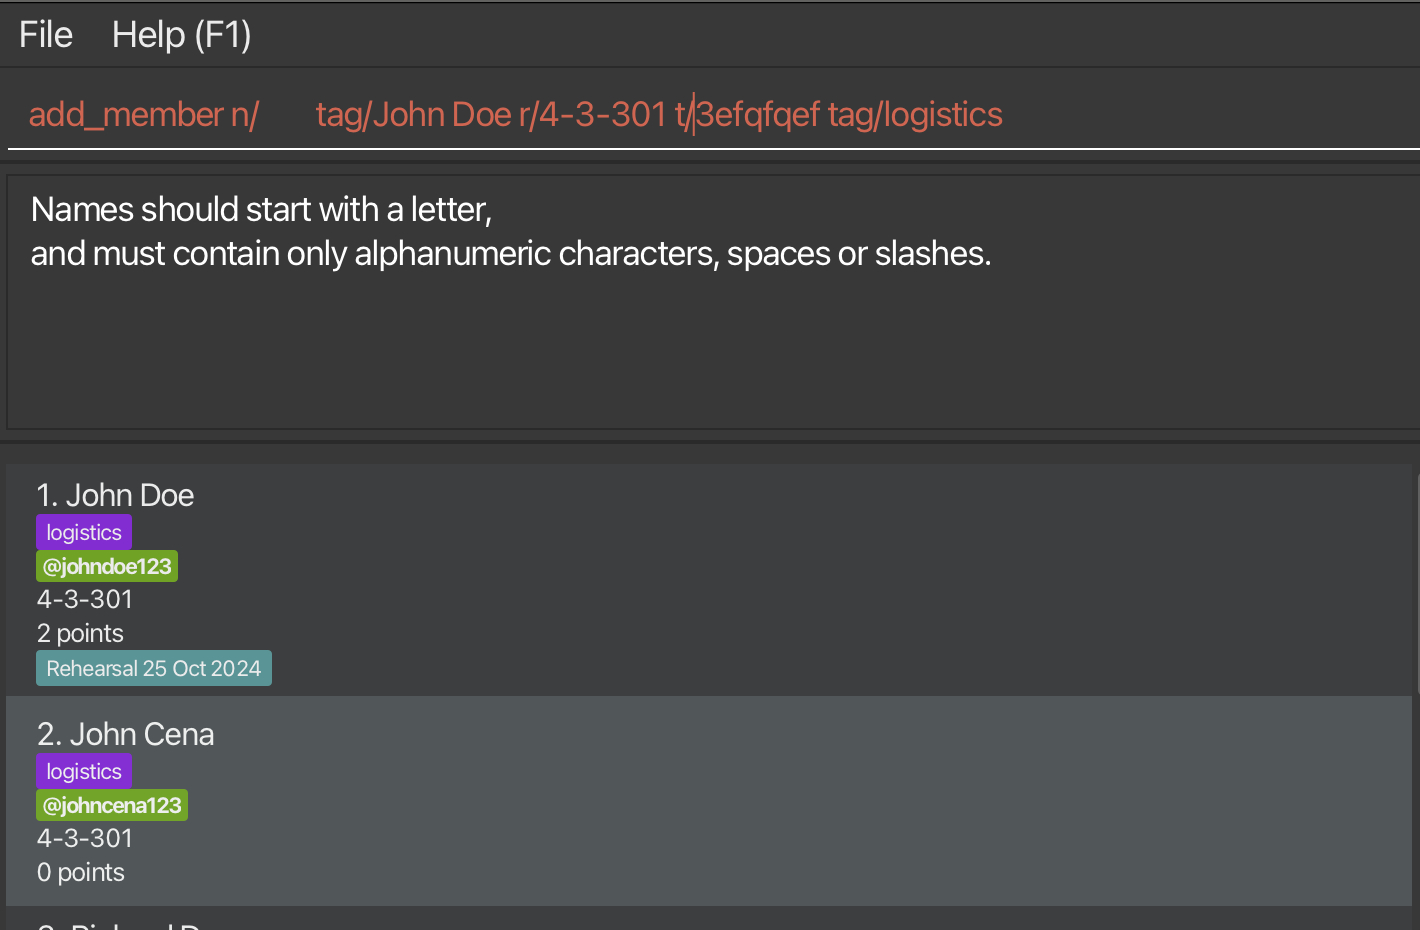 File Help (F1)
add_member n/ tag/John Doe r/4-3-301 t/3efqfqef tag/logistics
Names should start with a letter,
and must contain only alphanumeric characters, spaces or slashes.
1. John Doe
logistics
@johndoe123
4-3-301
2 points
Rehearsal 25 Oct 2024
2. John Cena
logistics
@johncena123
4-3-301
0 points